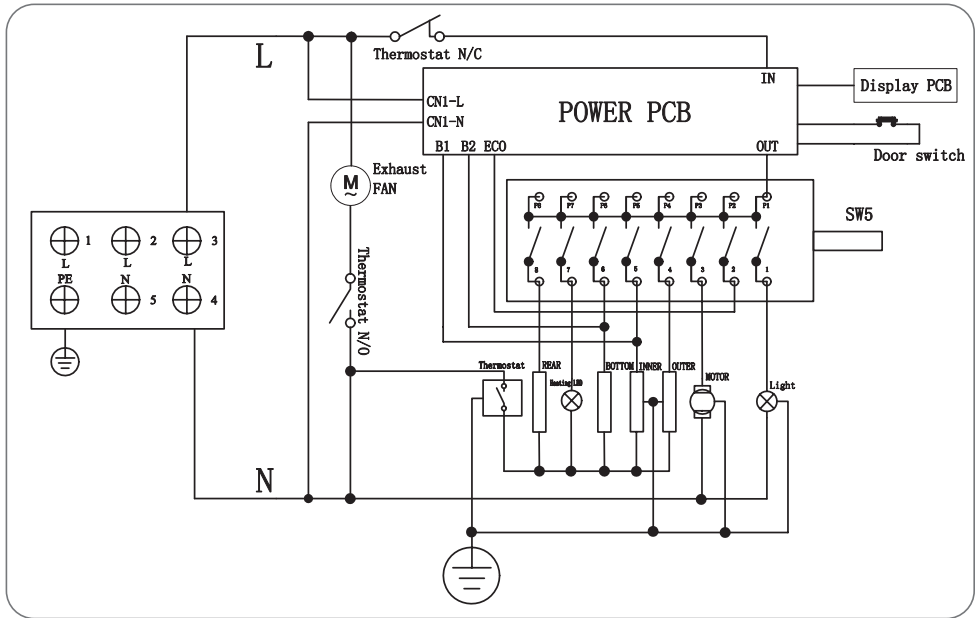 L
Thermostat N/C
IN
Display PCB
CN1-L
CN1-N
POWER PCB
B1 B2 ECO
OUT
Door switch
Exhaust
FAN
M
~
P8 P7 P6 P5 P4 P3 P2 P1
SW5
8 7 6 5 4 3 2 1
1 2 3
L L L
PE N N
5 4
Thermostat N/O
Thermostat
REAR
Heating LED
BOTTOM
INNER
OUTER
MOTOR
Light
N